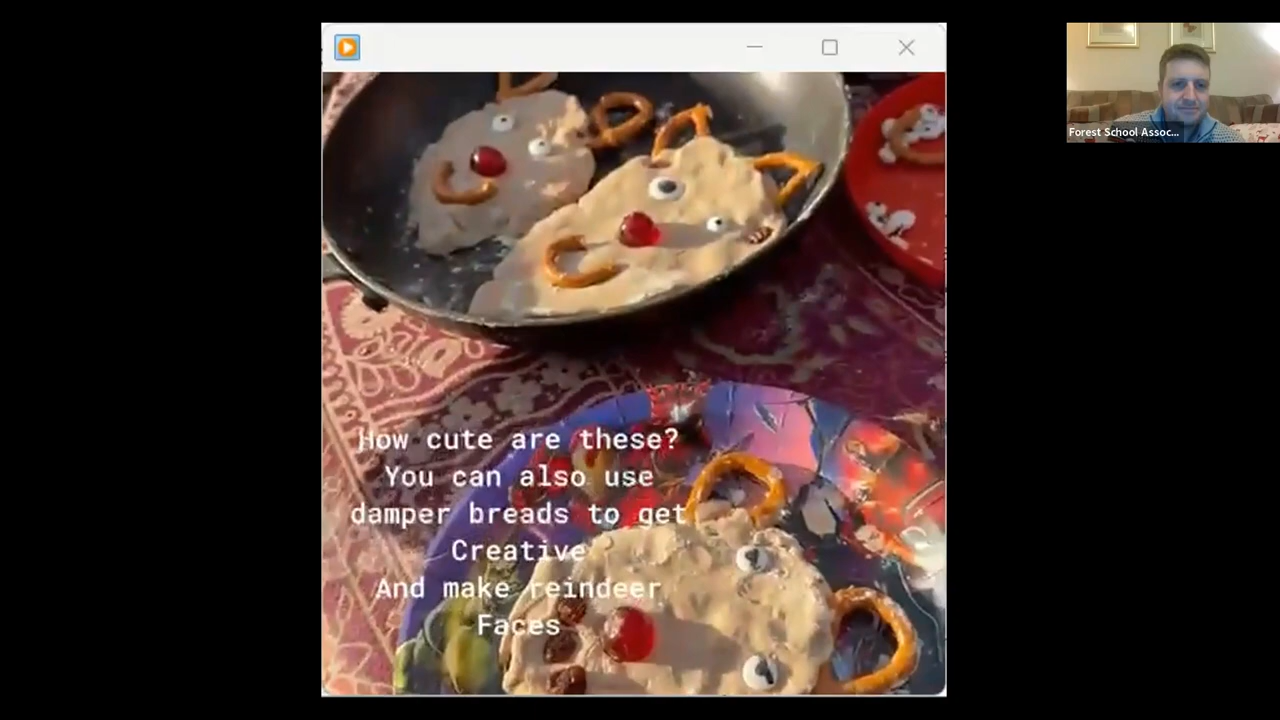 How cute are these?
You can also use
damper breads to get
Creative
And make reindeer
Faces
Forest School Assoc...